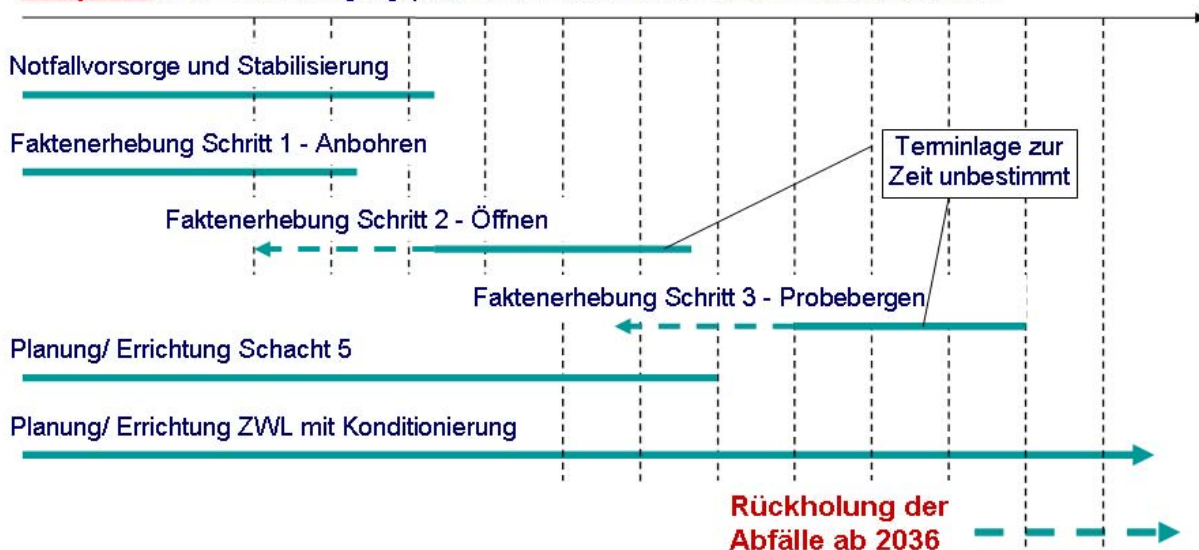 Notfallvorsorge und Stabilisierung
Faktenerhebung Schritt 1 - Anbohren
Terminlage zur
Zeit unbestimmt
Faktenerhebung Schritt 2 - Öffnen
Faktenerhebung Schritt 3 - Probebergen
Planung/ Errichtung Schacht 5
Planung/ Errichtung ZWL mit Konditionierung
Rückholung der
Abfälle ab 2036